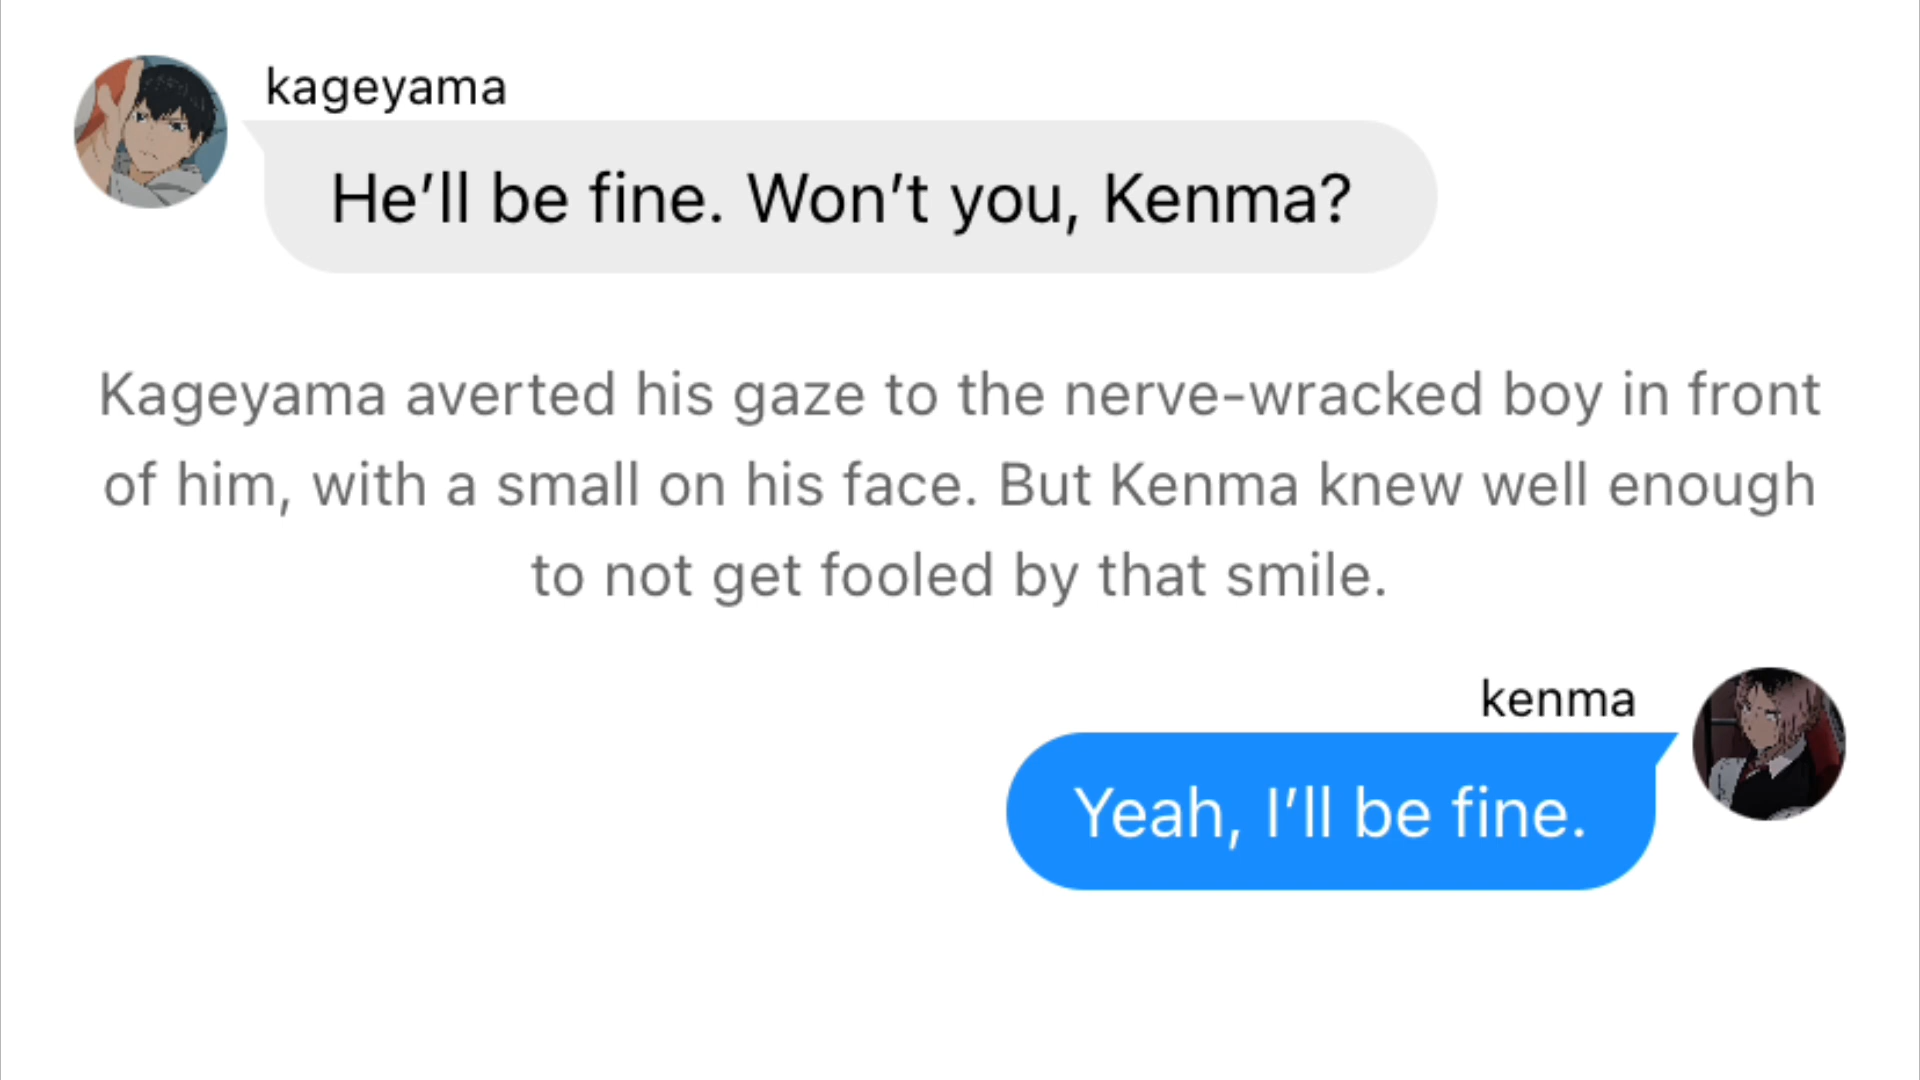 kageyama
He’ll be fine. Won’t you, Kenma?
Kageyama averted his gaze to the nerve-wracked boy in front
of him, with a small on his face. But Kenma knew well enough
to not get fooled by that smile.
kenma
Yeah, I’ll be fine.